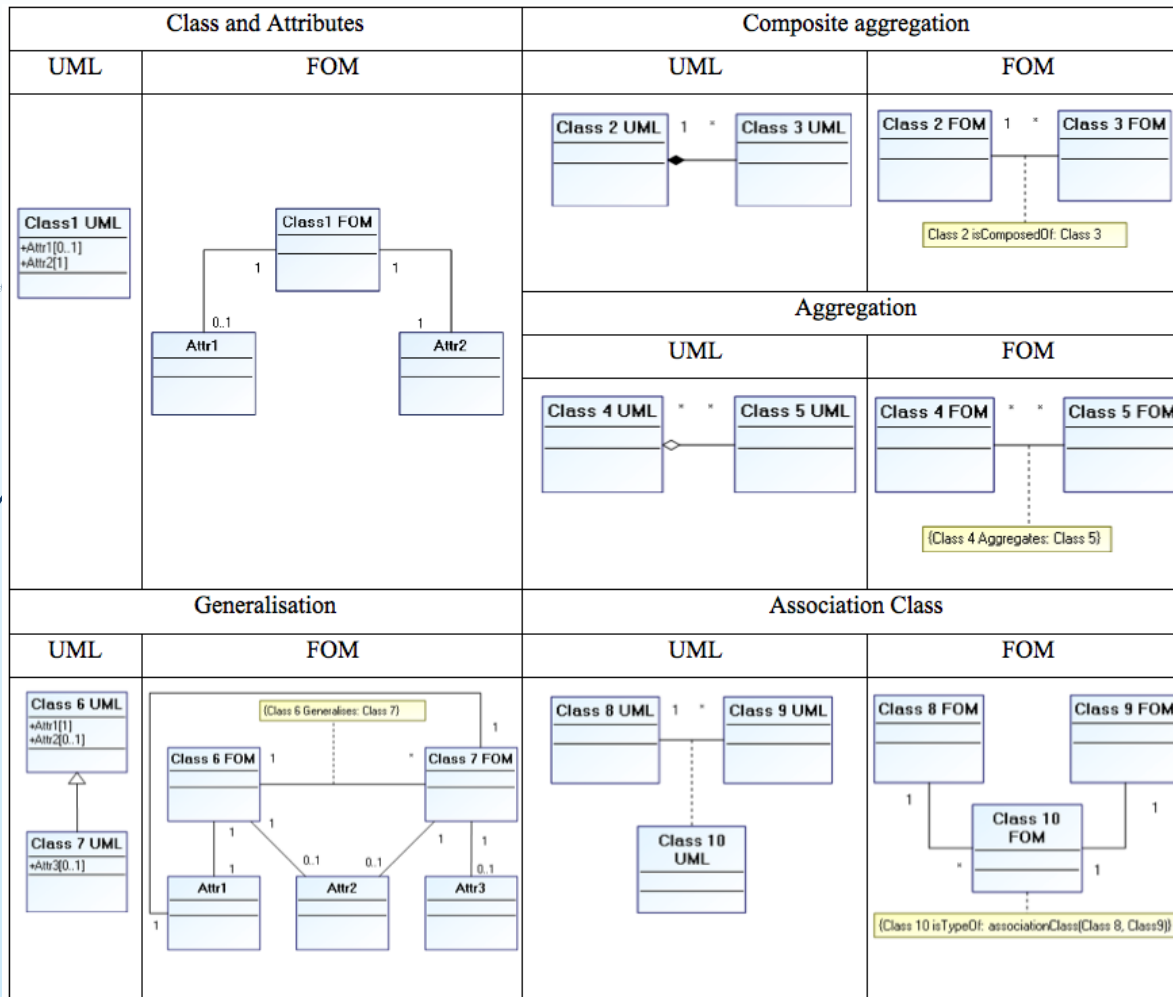 Class and Attributes
UML
FOM
Class1 UML
+Attr1[0..1]
+Attr2[1]
Class1 FOM
1
1
0..1
1
Attr1
Attr2
Composite aggregation
UML
FOM
Class 2 UML
1
*
Class 3 UML
Class 2 FOM
1
*
Class 3 FOM
Class 2 isComposedOf: Class 3
Aggregation
UML
FOM
Class 4 UML
*
*
Class 5 UML
Class 4 FOM
*
*
Class 5 FOM
{Class 4 Aggregates: Class 5}
Generalisation
UML
FOM
Class 6 UML
+Attr1[1]
+Attr2[0..1]
Class 7 UML
+Attr3[0..1]
{Class 6 Generalises: Class 7}
1
Class 6 FOM
1
*
Class 7 FOM
1
1
1
1
1
0..1
0..1
0..1
Attr1
Attr2
Attr3
1
Association Class
UML
FOM
Class 8 UML
1
*
Class 9 UML
Class 10
UML
Class 8 FOM
Class 9 FOM
1
1
Class 10
FOM
*
1
{Class 10 isTypeOf: associationClass(Class 8, Class9)}